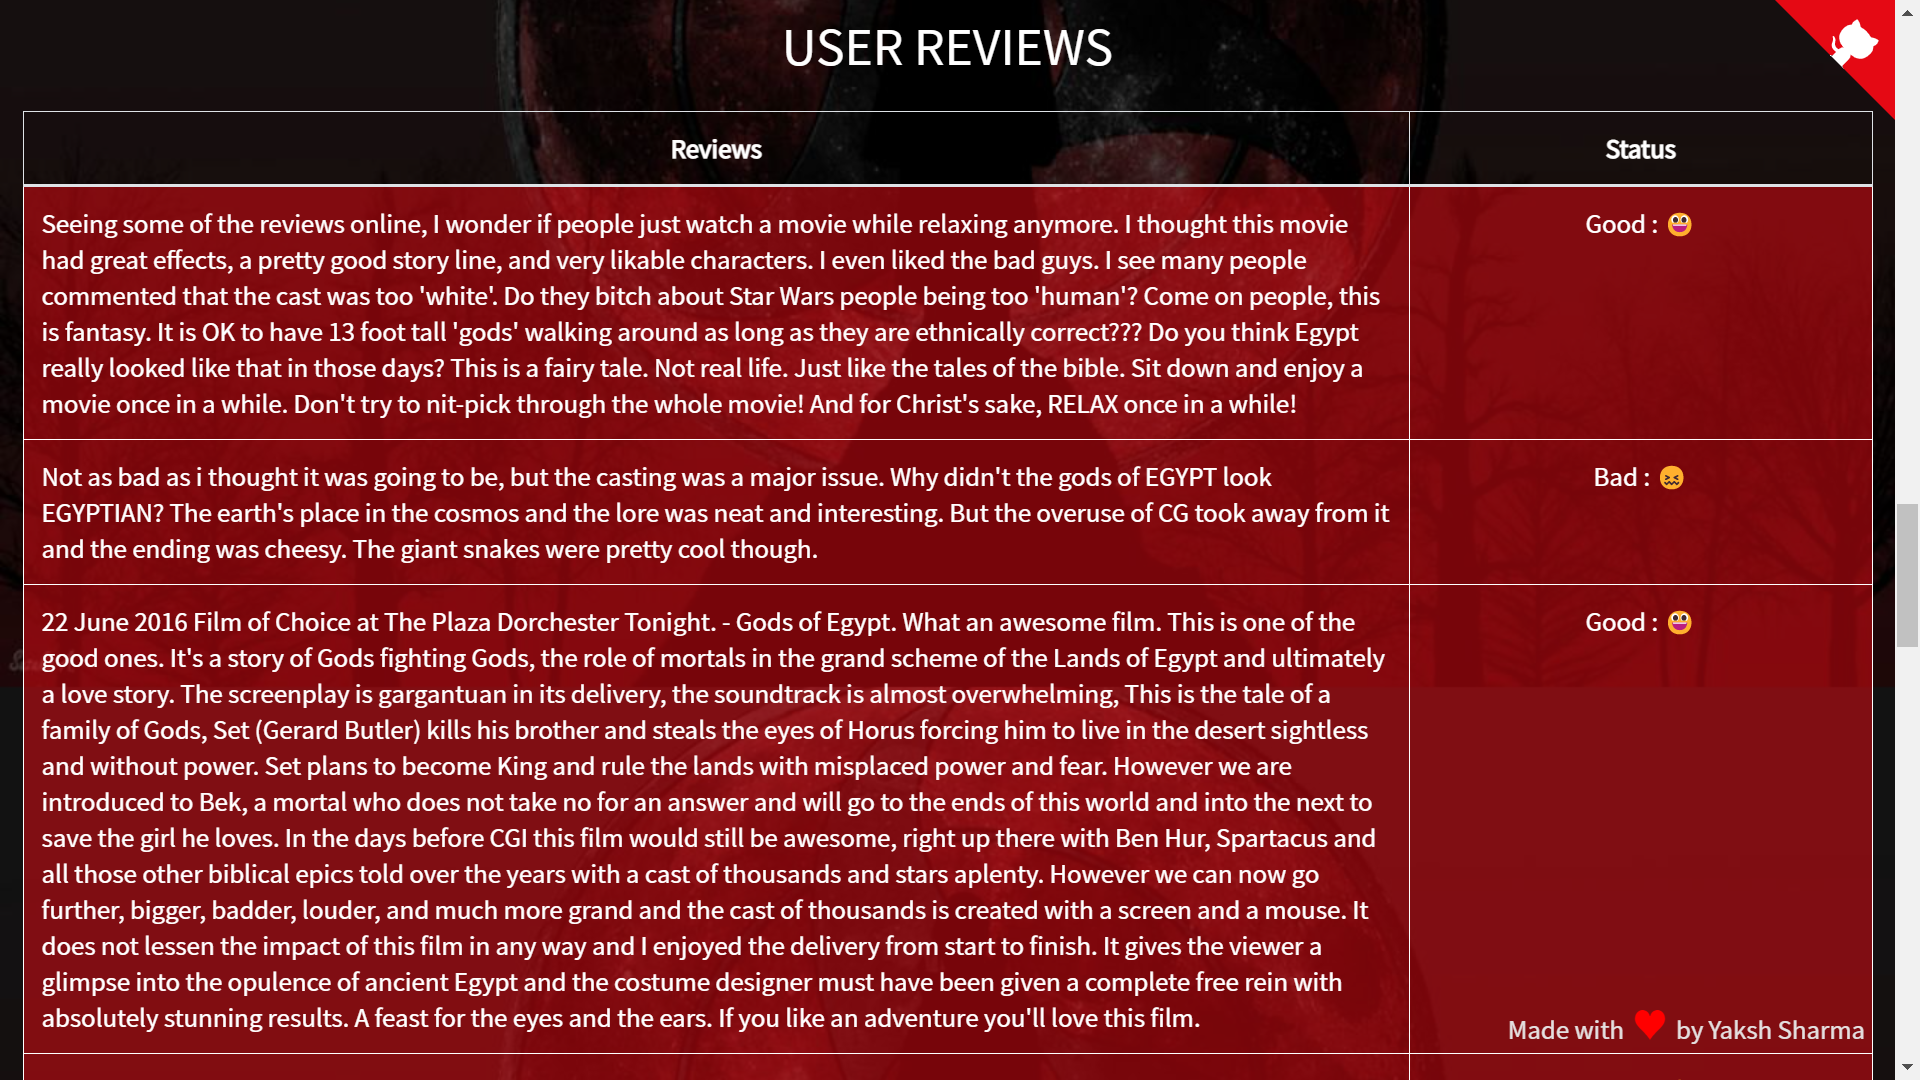 USER REVIEWS
Reviews
Status
Seeing some of the reviews online, I wonder if people just watch a movie while relaxing anymore. I thought this movie
had great effects, a pretty good story line, and very likable characters. I even liked the bad guys. I see many people
commented that the cast was too 'white'. Do they bitch about Star Wars people being too 'human'? Come on people, this
is fantasy. It is OK to have 13 foot tall 'gods' walking around as long as they are ethnically correct??? Do you think Egypt
really looked like that in those days? This is a fairy tale. Not real life. Just like the tales of the bible. Sit down and enjoy a
movie once in a while. Don't try to nit-pick through the whole movie! And for Christ's sake, RELAX once in a while!
Good : 😀
Not as bad as i thought it was going to be, but the casting was a major issue. Why didn't the gods of EGYPT look
EGYPTIAN? The earth's place in the cosmos and the lore was neat and interesting. But the overuse of CG took away from it
and the ending was cheesy. The giant snakes were pretty cool though.
Bad : 😖
22 June 2016 Film of Choice at The Plaza Dorchester Tonight. - Gods of Egypt. What an awesome film. This is one of the
good ones. It's a story of Gods fighting Gods, the role of mortals in the grand scheme of the Lands of Egypt and ultimately
a love story. The screenplay is gargantuan in its delivery, the soundtrack is almost overwhelming, This is the tale of a
family of Gods, Set (Gerard Butler) kills his brother and steals the eyes of Horus forcing him to live in the desert sightless
and without power. Set plans to become King and rule the lands with misplaced power and fear. However we are
introduced to Bek, a mortal who does not take no for an answer and will go to the ends of this world and into the next to
save the girl he loves. In the days before CGI this film would still be awesome, right up there with Ben Hur, Spartacus and
all those other biblical epics told over the years with a cast of thousands and stars aplenty. However we can now go
further, bigger, badder, louder, and much more grand and the cast of thousands is created with a screen and a mouse. It
does not lessen the impact of this film in any way and I enjoyed the delivery from start to finish. It gives the viewer a
glimpse into the opulence of ancient Egypt and the costume designer must have been given a complete free rein with
absolutely stunning results. A feast for the eyes and the ears. If you like an adventure you'll love this film.
Good : 😀
Made with ♥ by Yaksh Sharma